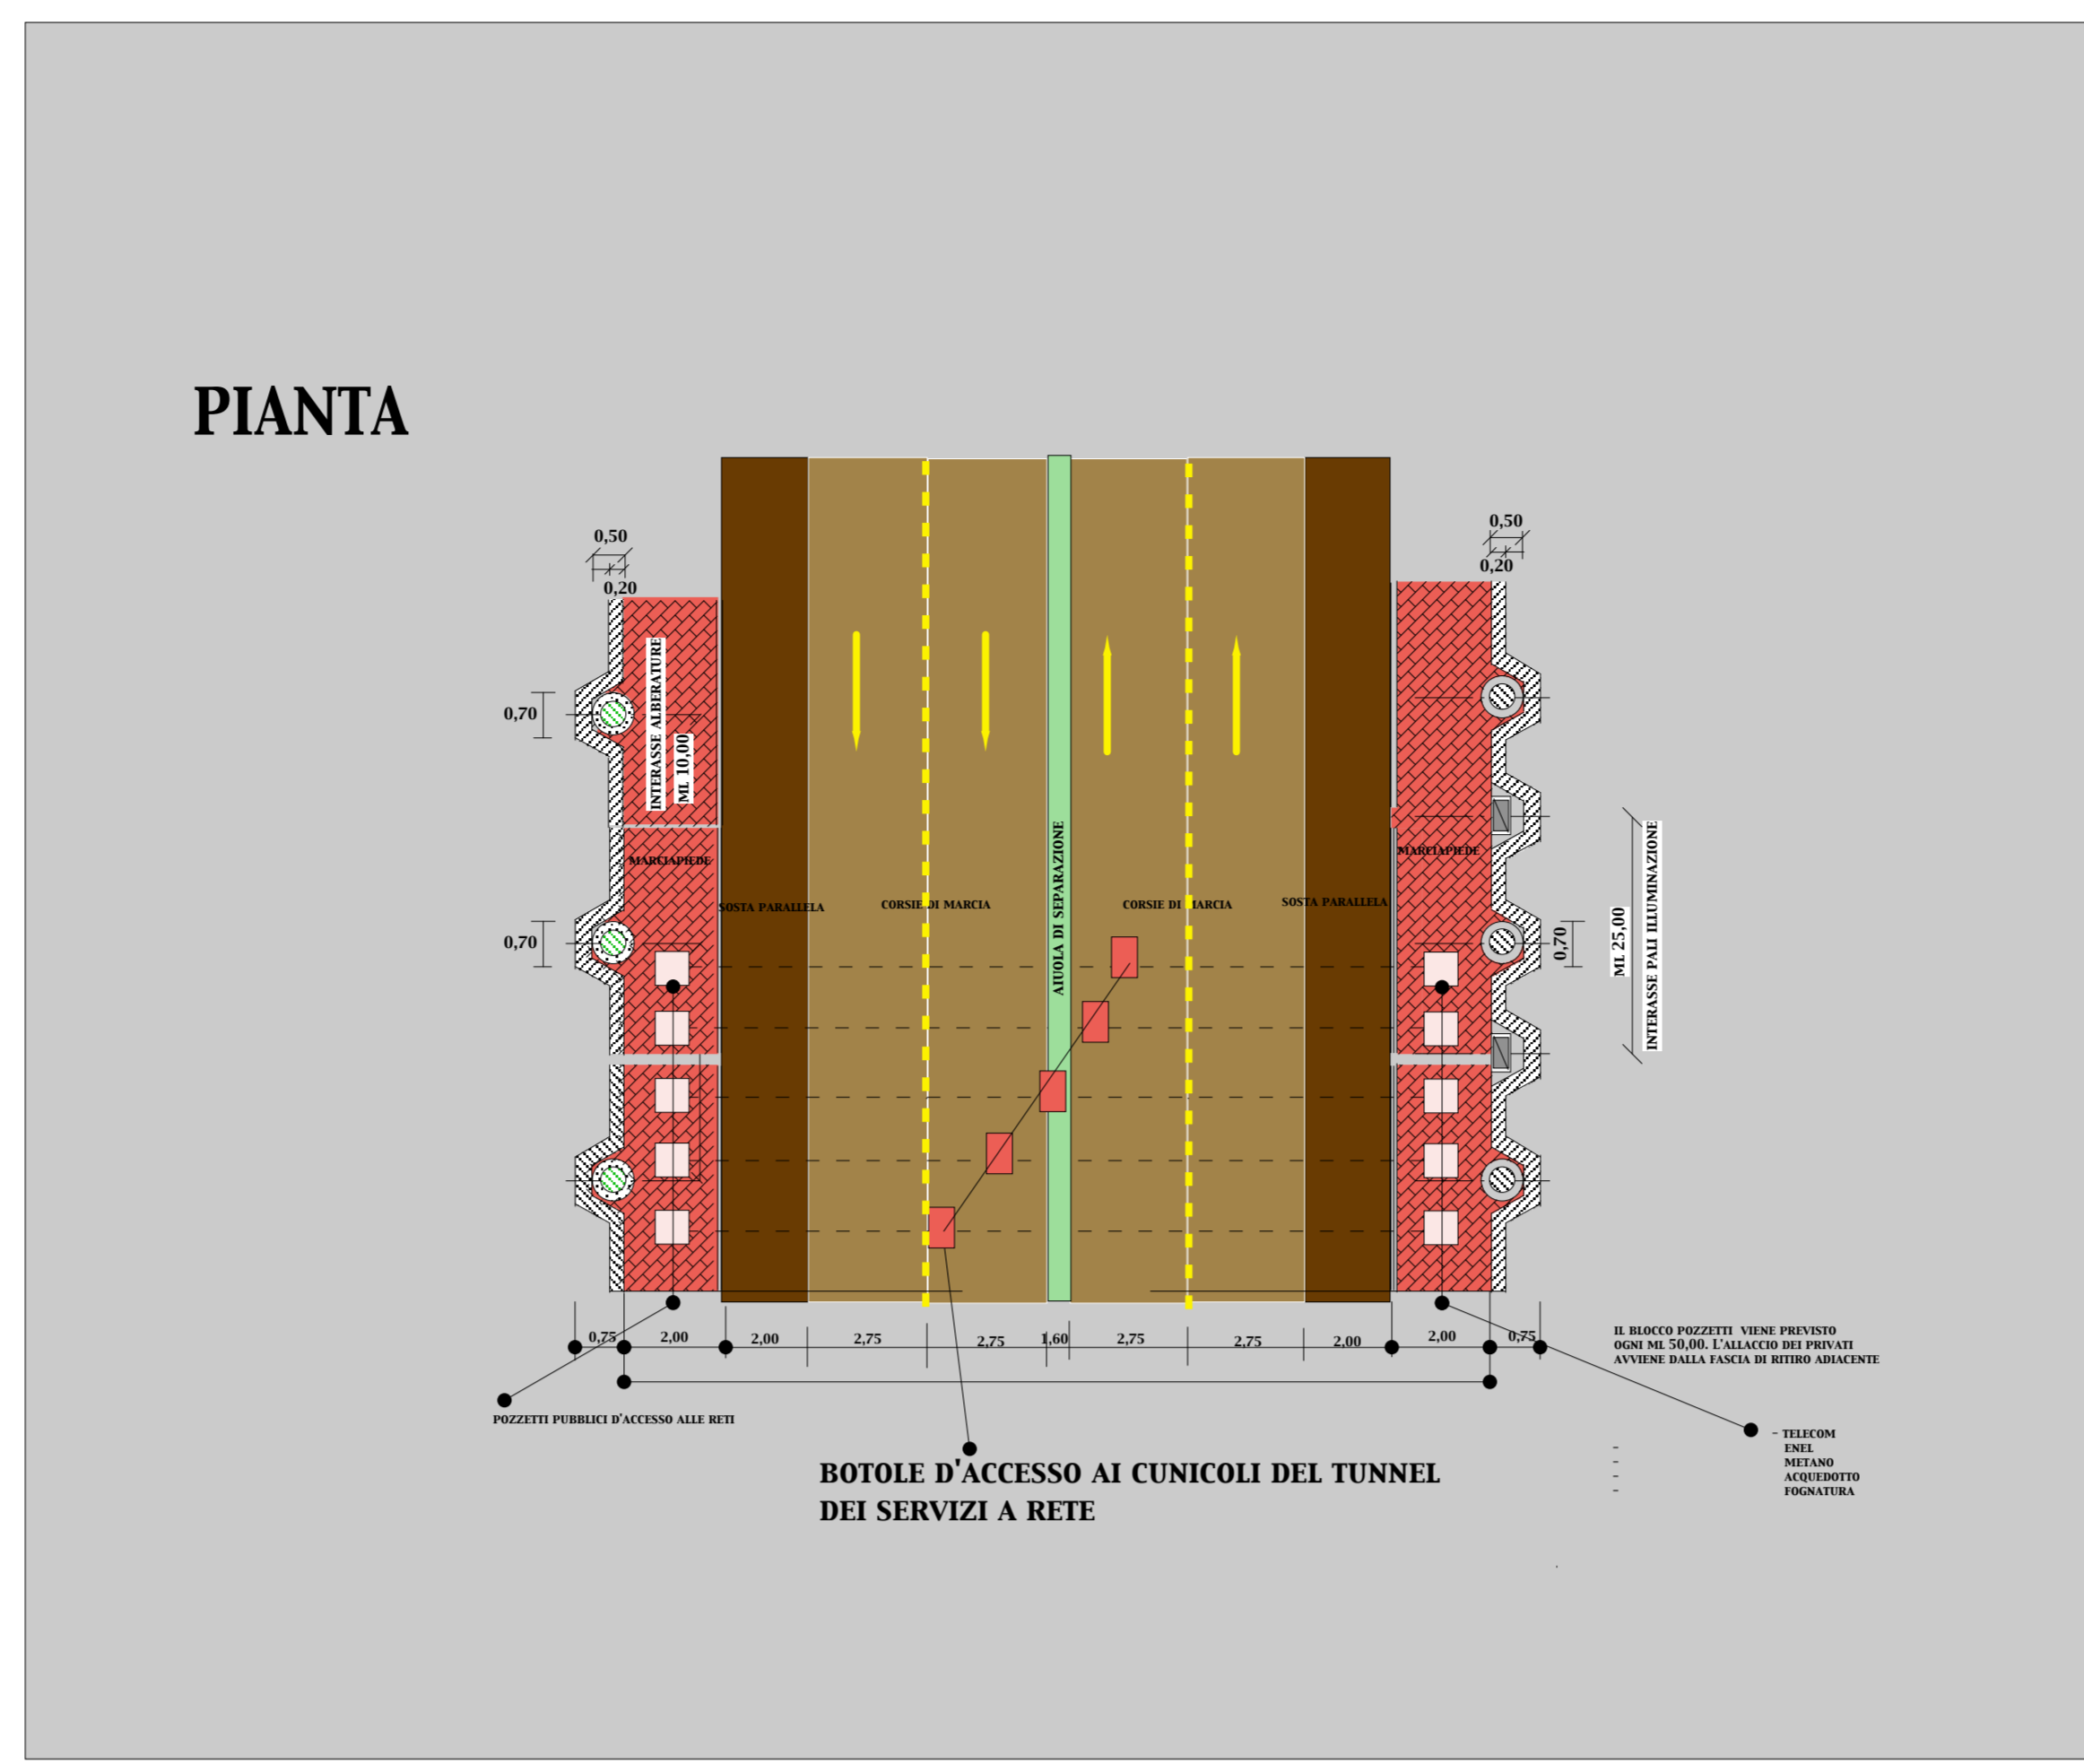 PIANTA
0,50
0,20
0,50
0,20
0,70
INTERASSE ALBERATURE
ML 10,00
MARCIAPIEDE
MARCIAPIEDE
SOSTA PARALLELA
CORSIE DI MARCIA
AIUOLA DI SEPARAZIONE
CORSIE DI MARCIA
SOSTA PARALLELA
0,70
0,70
ML 25,00
INTERASSE PALI ILLUMINAZIONE
0,75
2,00
2,00
2,75
2,75
1,60
2,75
2,75
2,00
2,00
0,75
IL BLOCCO POZZETTI VIENE PREVISTO
OGNI ML 50,00. L'ALLACCIO DEI PRIVATI
AVVIENE DALLA FASCIA DI RITIRO ADIACENTE
POZZETTI PUBBLICI D'ACCESSO ALLE RETI
- TELECOM
- ENEL
- METANO
- ACQUEDOTTO
- FOGNATURA
BOTOLE D'ACCESSO AI CUNICOLI DEL TUNNEL
DEI SERVIZI A RETE